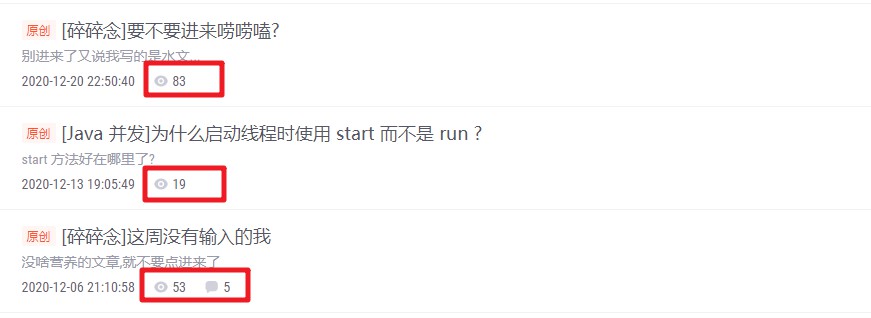 原创 [碎碎念]要不要进来唠唠嗑?
别进来了又说我写的是水文...
2020-12-20 22:50:40 83
原创 [Java 并发]为什么启动线程时使用 start 而不是 run ?
start 方法好在哪里了?
2020-12-13 19:05:49 19
原创 [碎碎念]这周没有输入的我
没啥营养的文章,就不要点进来了
2020-12-06 21:10:58 53 5